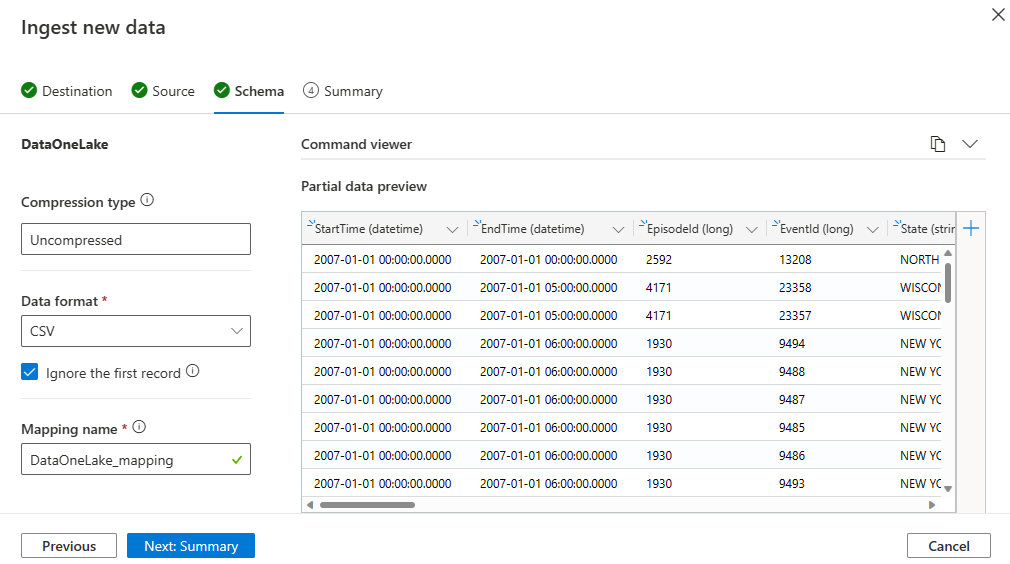 Ingest new data
Destination
Source
Schema
4 Summary
DataOneLake
Compression type
Uncompressed
Data format *
CSV
Ignore the first record
Mapping name *
DataOneLake_mapping
Command viewer
Partial data preview
StartTime (datetime) EndTime (datetime) EpisodeId (long) EventId (long) State (strin
2007-01-01 00:00:00.0000 2007-01-01 00:00:00.0000 2592 13208 NORTH
2007-01-01 00:00:00.0000 2007-01-01 05:00:00.0000 4171 23358 WISCON
2007-01-01 00:00:00.0000 2007-01-01 05:00:00.0000 4171 23357 WISCON
2007-01-01 00:00:00.0000 2007-01-01 06:00:00.0000 1930 9494 NEW YO
2007-01-01 00:00:00.0000 2007-01-01 06:00:00.0000 1930 9488 NEW YO
2007-01-01 00:00:00.0000 2007-01-01 06:00:00.0000 1930 9487 NEW YO
2007-01-01 00:00:00.0000 2007-01-01 06:00:00.0000 1930 9485 NEW YO
2007-01-01 00:00:00.0000 2007-01-01 06:00:00.0000 1930 9486 NEW YO
2007-01-01 00:00:00.0000 2007-01-01 06:00:00.0000 1930 9493 NEW YO
Previous
Next: Summary
Cancel